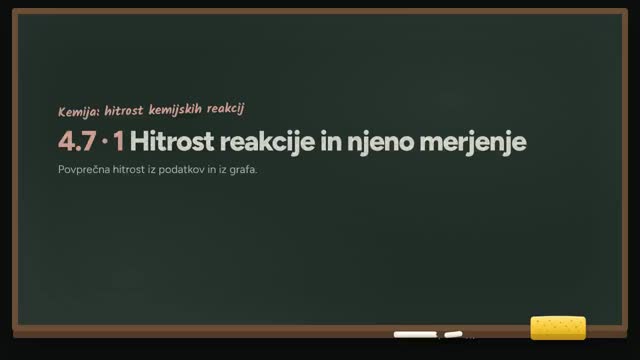 Kemija: hitrost kemijskih reakcij
4.7 · 1 Hitrost reakcije in njeno merjenje
Povprečna hitrost iz podatkov in iz grafa.